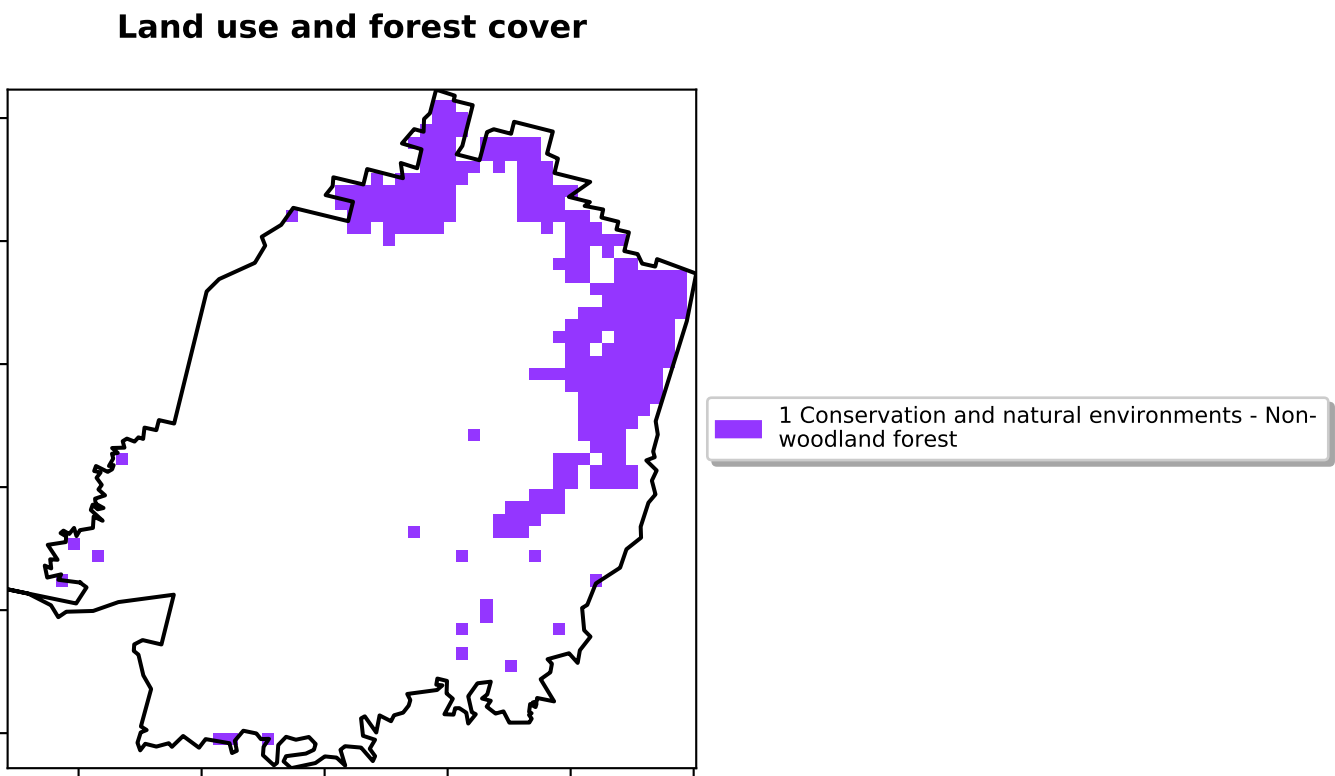 Land use and forest cover
1 Conservation and natural environments - Non-
woodland forest